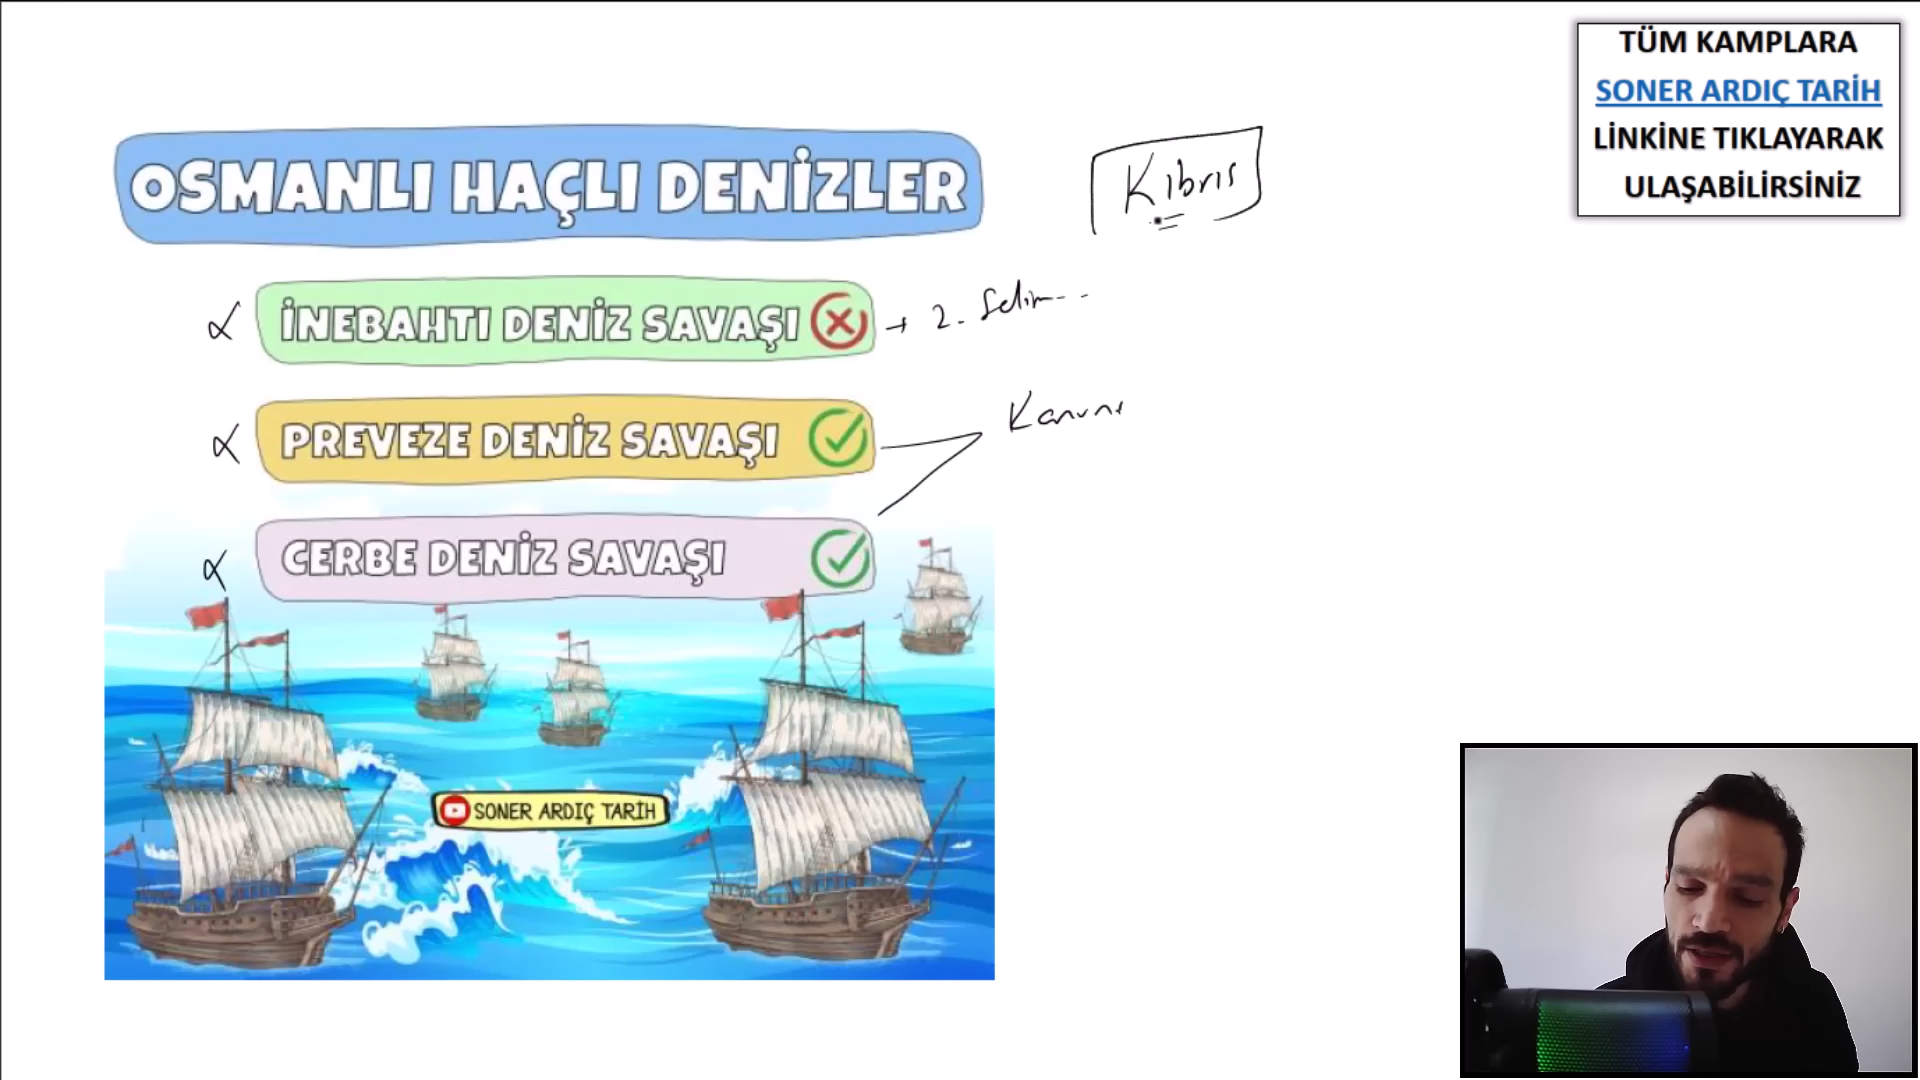 TÜM KAMPLARA
SONER ARDIÇ TARİH
LİNKİNE TIKLAYARAK
ULAŞABİLİRSİNİZ
OSMANLI HAÇLI DENİZLER
Kıbrıs
İNEBAHTI DENİZ SAVAŞI
2. Selim
PREVEZE DENİZ SAVAŞI
Kanuni
CERBE DENİZ SAVAŞI
SONER ARDIÇ TARİH